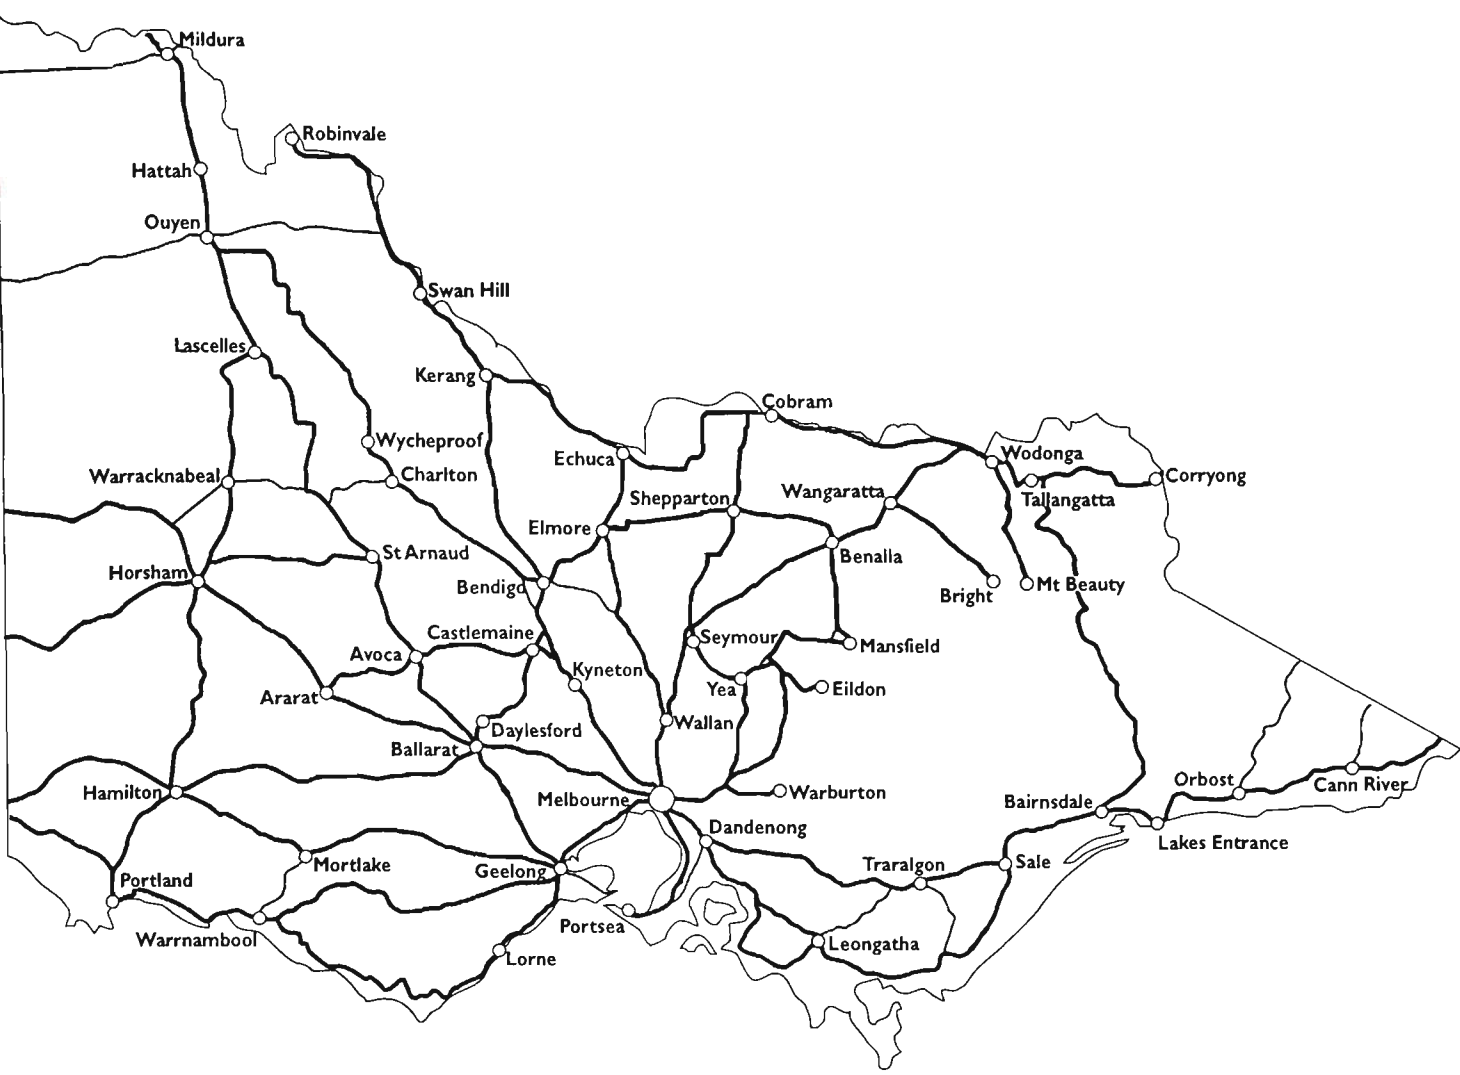 Mildura
Robinvale
Hattah
Ouyen
Swan Hill
Lascelles
Kerang
Cobram
Wycheproof
Echuca
Wodonga
Warracknabeal
Charlton
Corryong
Shepparton
Wangaratta
Tallangatta
Elmore
St Arnaud
Benalla
Horsham
Bendigo
Bright
Mt Beauty
Castlemaine
Seymour
Mansfield
Avoca
Kyneton
Ararat
Yea
Eildon
Daylesford
Wallan
Ballarat
Orbost
Cann River
Hamilton
Melbourne
Warburton
Bairnsdale
Dandenong
Lakes Entrance
Mortlake
Geelong
Traralgon
Sale
Portland
Portsea
Warrnambool
Leongatha
Lorne